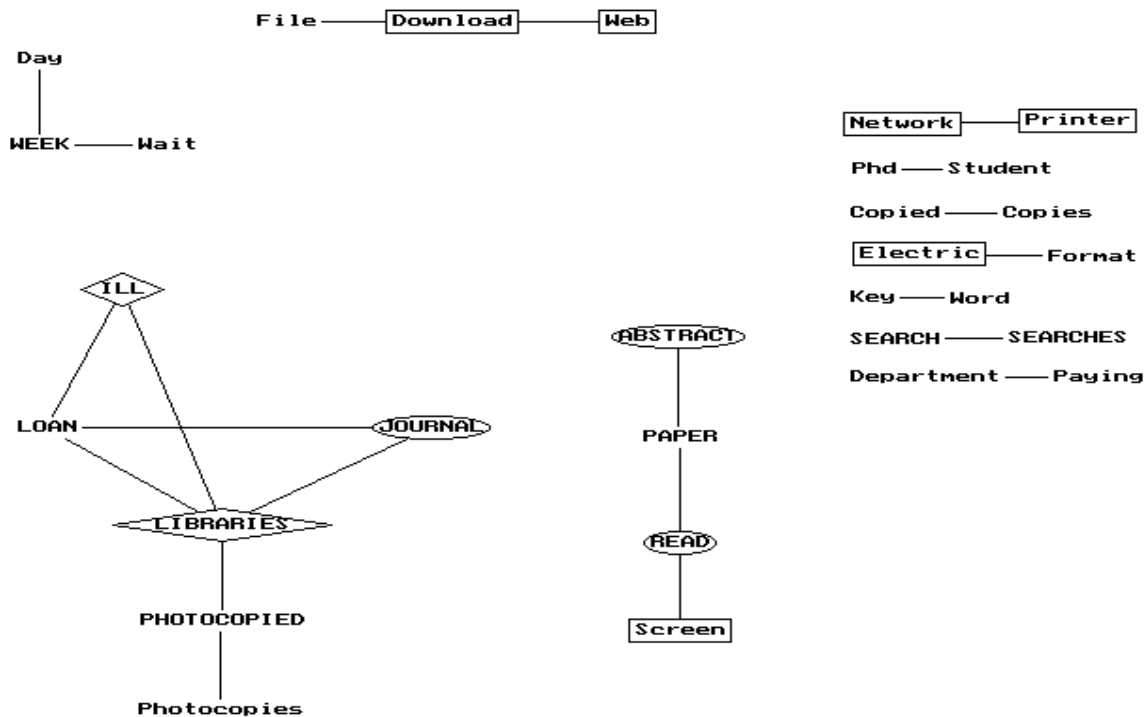 File Download Web
Day
WEEK Wait
Network Printer
Phd Student
Copied Copies
Electric Format
Key Word
SEARCH SEARCHES
Department Paying
ILL
LOAN JOURNAL
LIBRARIES
PHOTOCOPIED
Photocopies
ABSTRACT
PAPER
READ
Screen